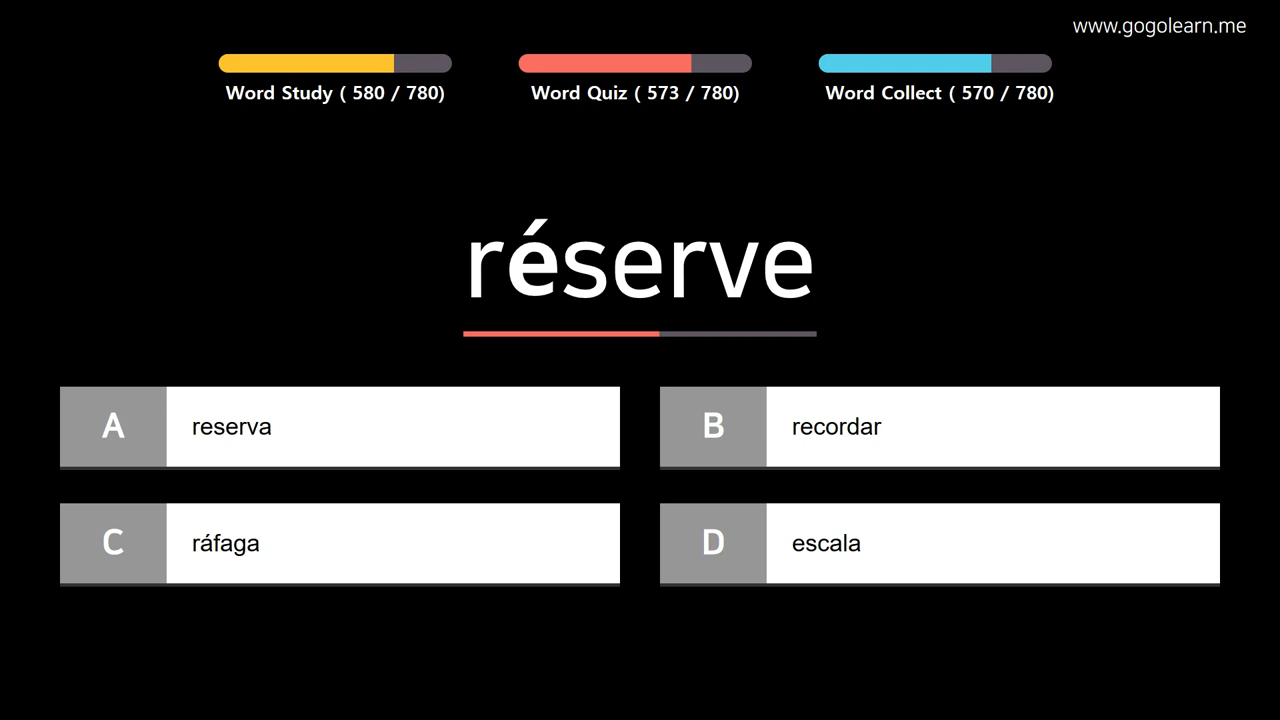 www.gogolearn.me
Word Study ( 580 / 780)
Word Quiz ( 573 / 780)
Word Collect ( 570 / 780)
réserve
A reserva
B recordar
C ráfaga
D escala